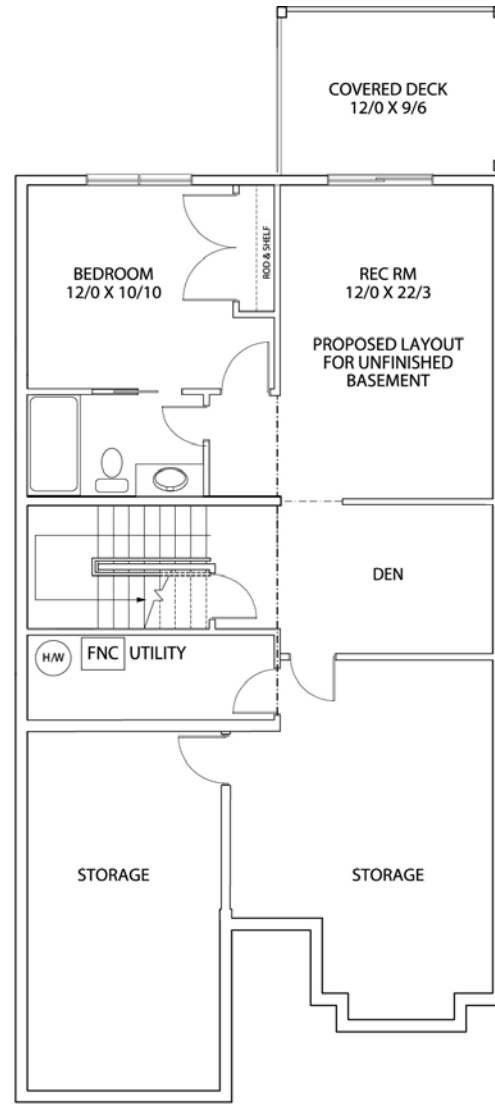 COVERED DECK
12/0 X 9/6
BEDROOM
12/0 X 10/10
ROD & SHELF
REC RM
12/0 X 22/3
PROPOSED LAYOUT
FOR UNFINISHED
BASEMENT
DEN
H/W
FNC
UTILITY
STORAGE
STORAGE